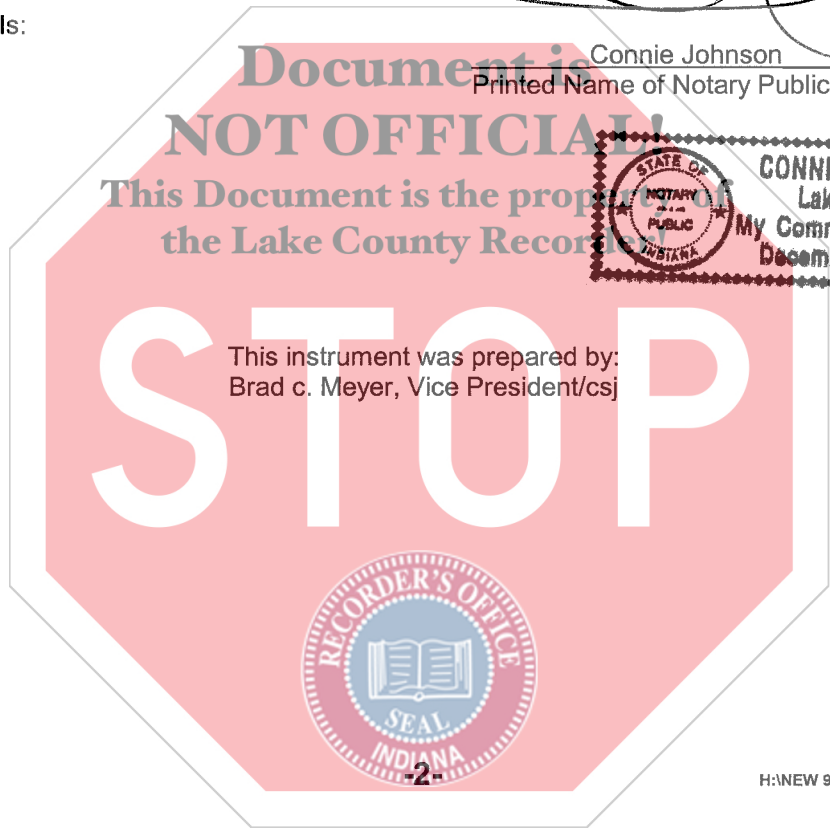 ls:
Connie Johnson
Printed Name of Notary Public
Document is
NOT OFFICIAL!
This Document is the property of
the Lake County Recorder!
STATE OF
NOTARY
PUBLIC
INDIANA
CONNI
Lak
My Comm
Decem
This instrument was prepared by:
Brad c. Meyer, Vice President/csj
STOP
RECORDER'S OFFICE
SEAL
INDIANA
-2-
H:\NEW 9